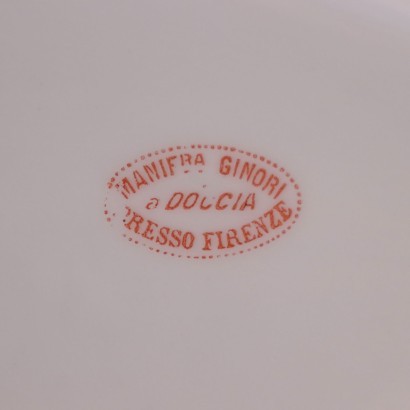 MANIFRA GINORI
a DOCCIA
PRESSO FIRENZE